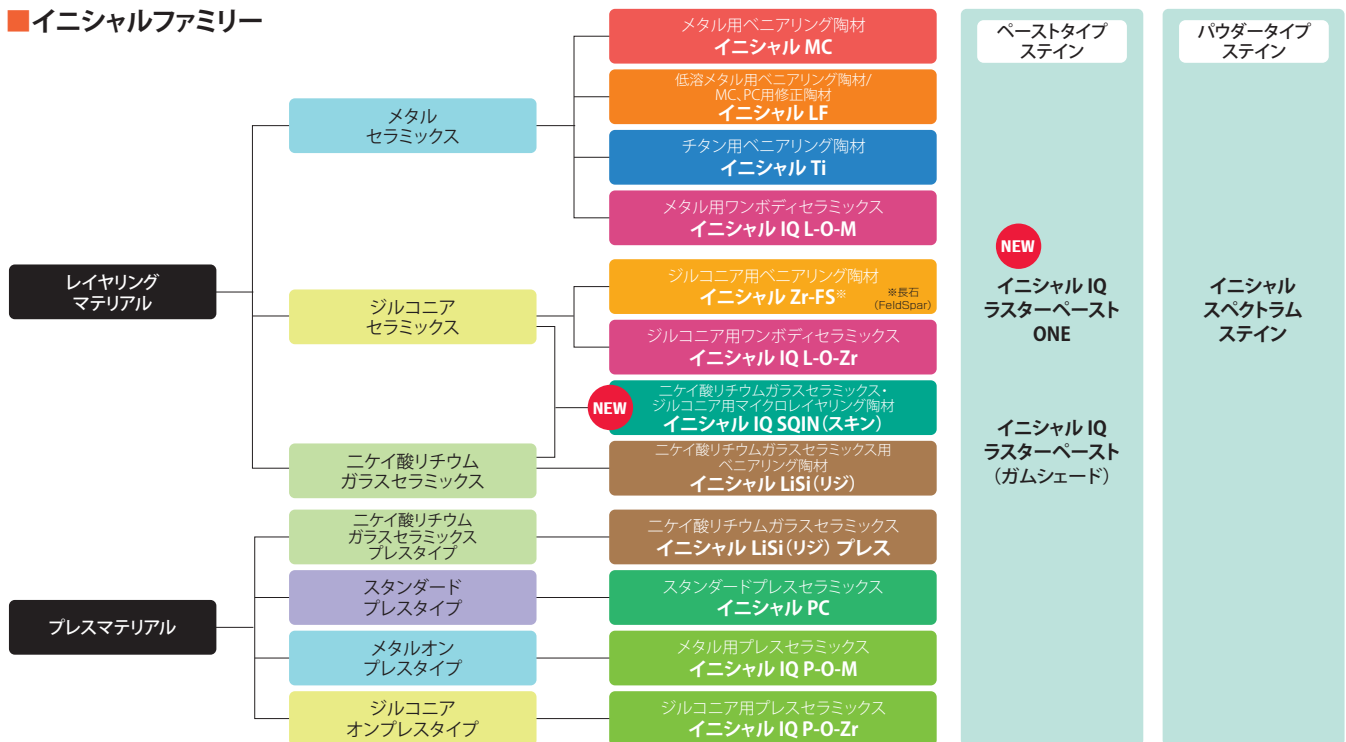 ■イニシャルファミリー
レイヤリング
マテリアル
プレスマテリアル
メタル
セラミックス
ジルコニア
セラミックス
ニケイ酸リチウム
ガラスセラミックス
ニケイ酸リチウム
ガラスセラミックス
プレスタイプ
スタンダード
プレスタイプ
メタルオン
プレスタイプ
ジルコニア
オンプレスタイプ
メタル用ベニアリング陶材
イニシャル MC
低溶メタル用ベニアリング陶材/
MC、PC用修正陶材
イニシャル LF
チタン用ベニアリング陶材
イニシャル Ti
メタル用ワンボディセラミックス
イニシャル IQ L-O-M
ジルコニア用ベニアリング陶材
イニシャル Zr-FS※
※長石
(FeldSpar)
ジルコニア用ワンボディセラミックス
イニシャル IQ L-O-Zr
NEW
ニケイ酸リチウムガラスセラミックス・
ジルコニア用マイクロレイヤリング陶材
イニシャル IQ SQIN(スキン)
ニケイ酸リチウムガラスセラミックス用
ベニアリング陶材
イニシャル LiSi(リジ)
ニケイ酸リチウムガラスセラミックス
イニシャル LiSi(リジ) プレス
スタンダードプレスセラミックス
イニシャル PC
メタル用プレスセラミックス
イニシャル IQ P-O-M
ジルコニア用プレスセラミックス
イニシャル IQ P-O-Zr
ペーストタイプ
ステイン
NEW
イニシャル IQ
ラスターペースト
ONE
イニシャル IQ
ラスターペースト
(ガムシェード)
パウダータイプ
ステイン
イニシャル
スペクトラム
ステイン